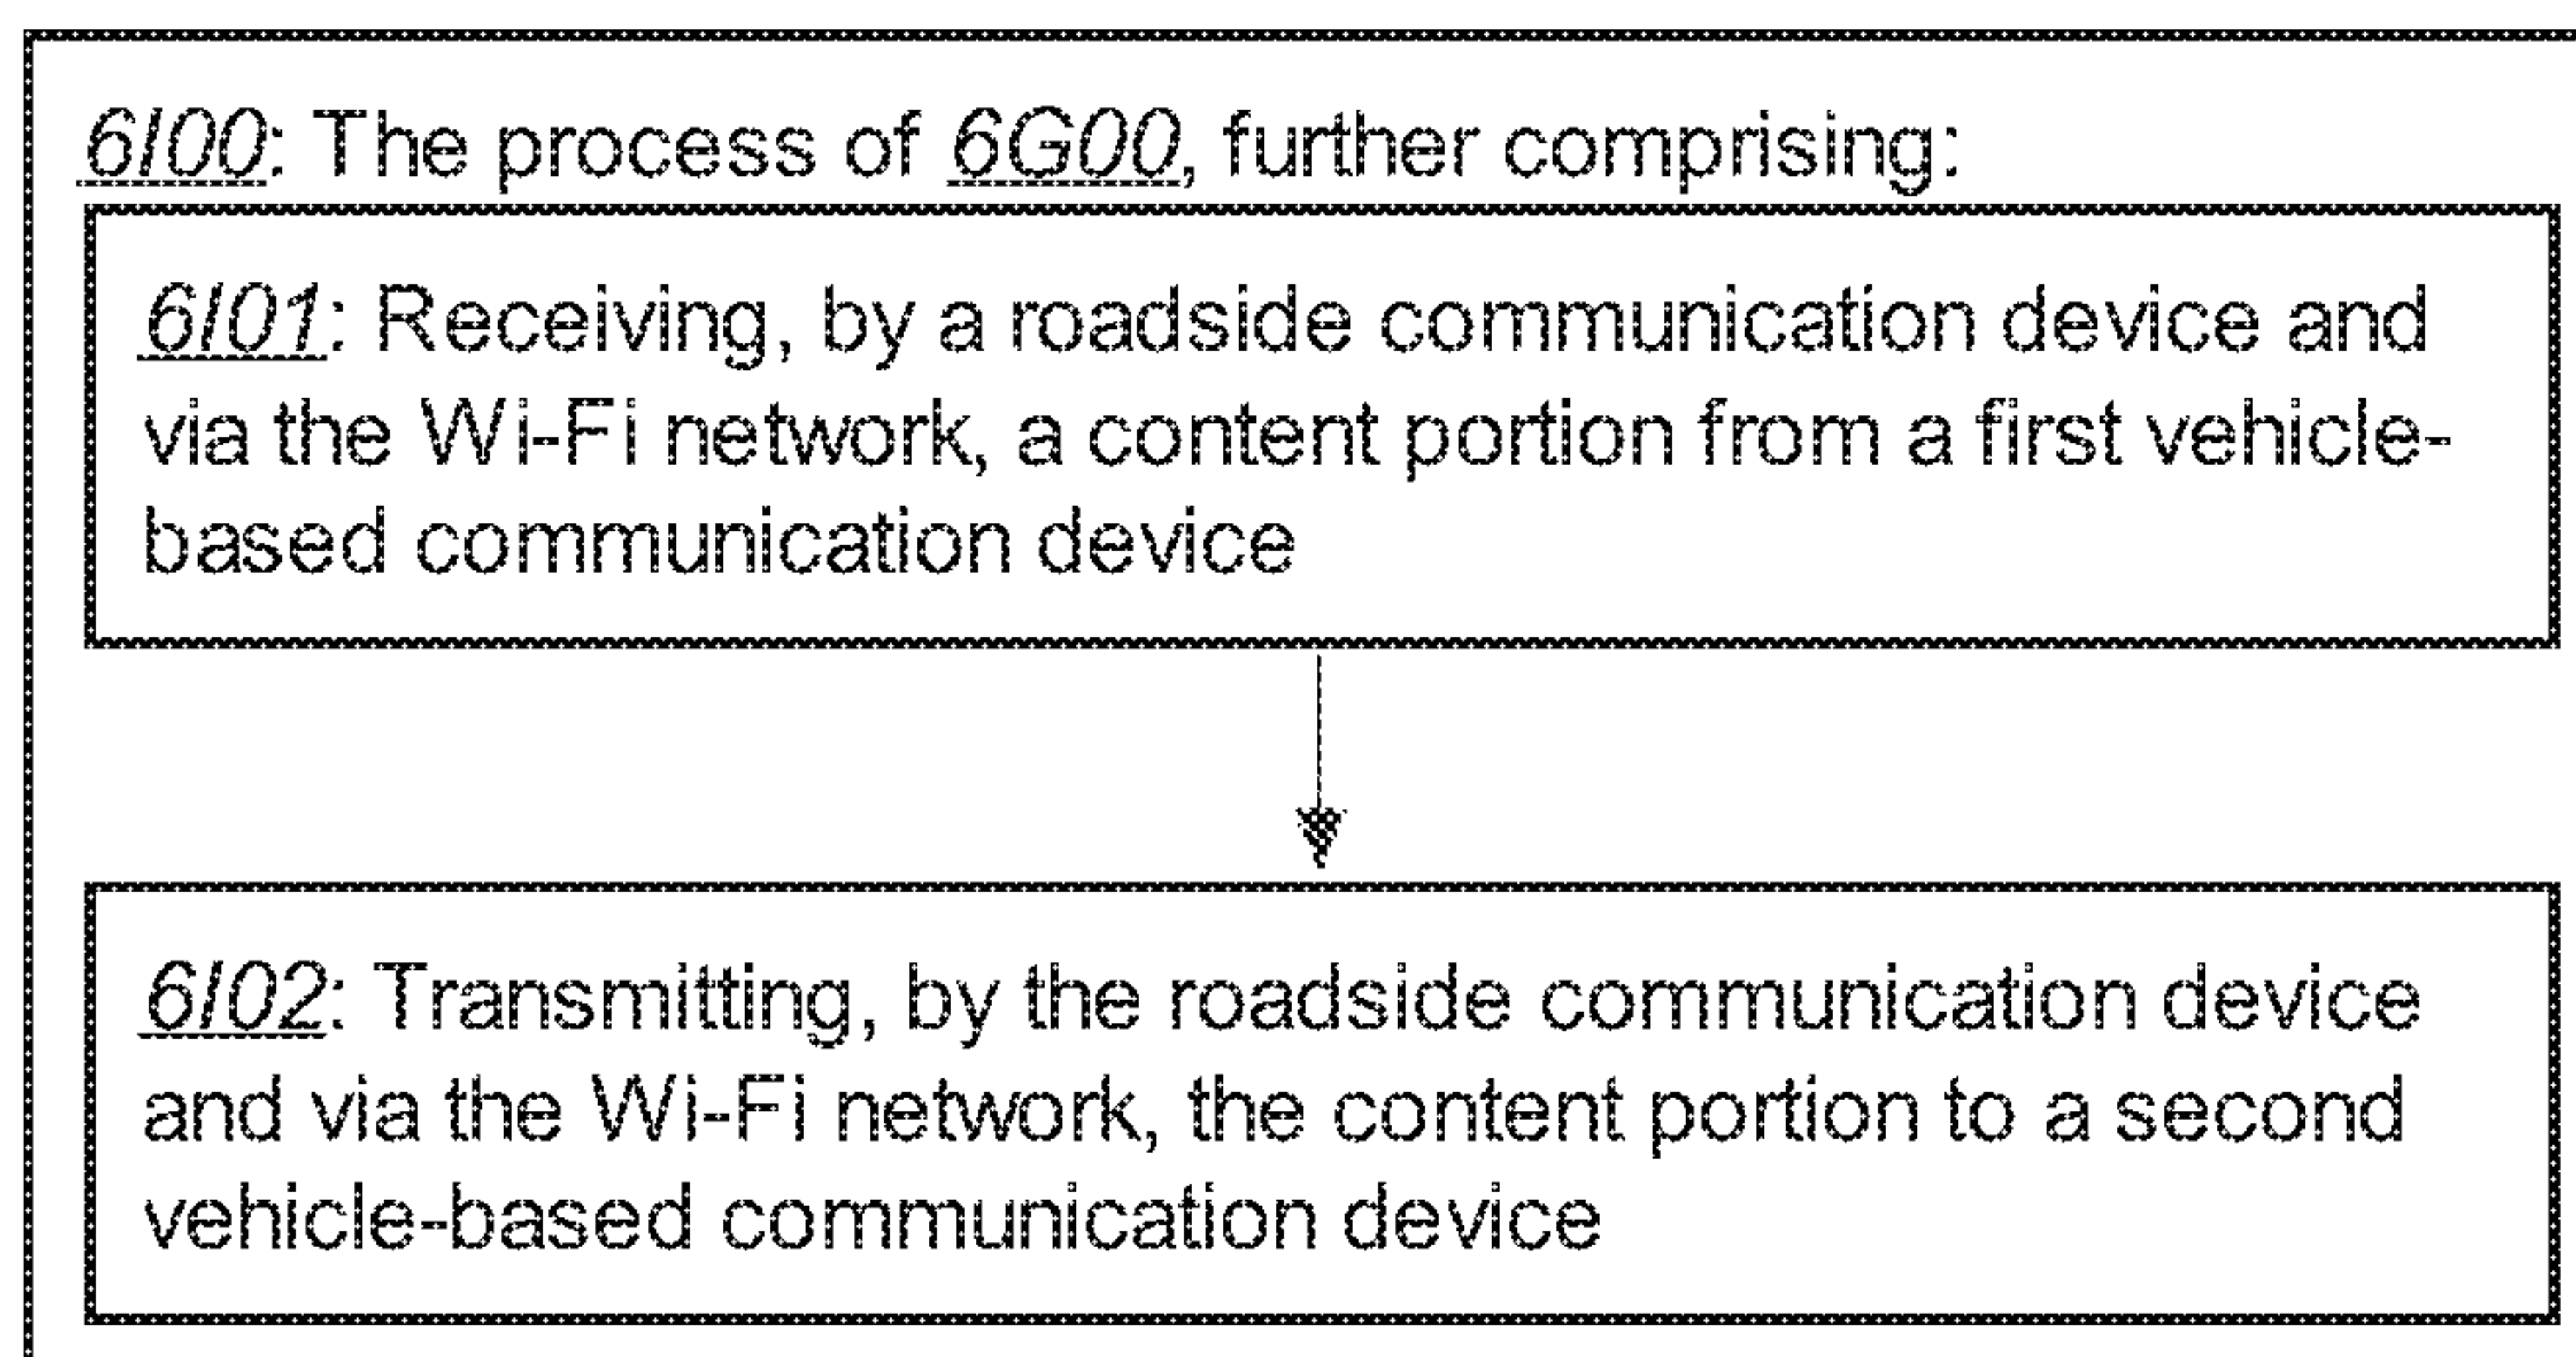 6I00: The process of 6G00, further comprising:
6I01: Receiving, by a roadside communication device and
via the Wi-Fi network, a content portion from a first vehicle-
based communication device
6I02: Transmitting, by the roadside communication device
and via the Wi-Fi network, the content portion to a second
vehicle-based communication device